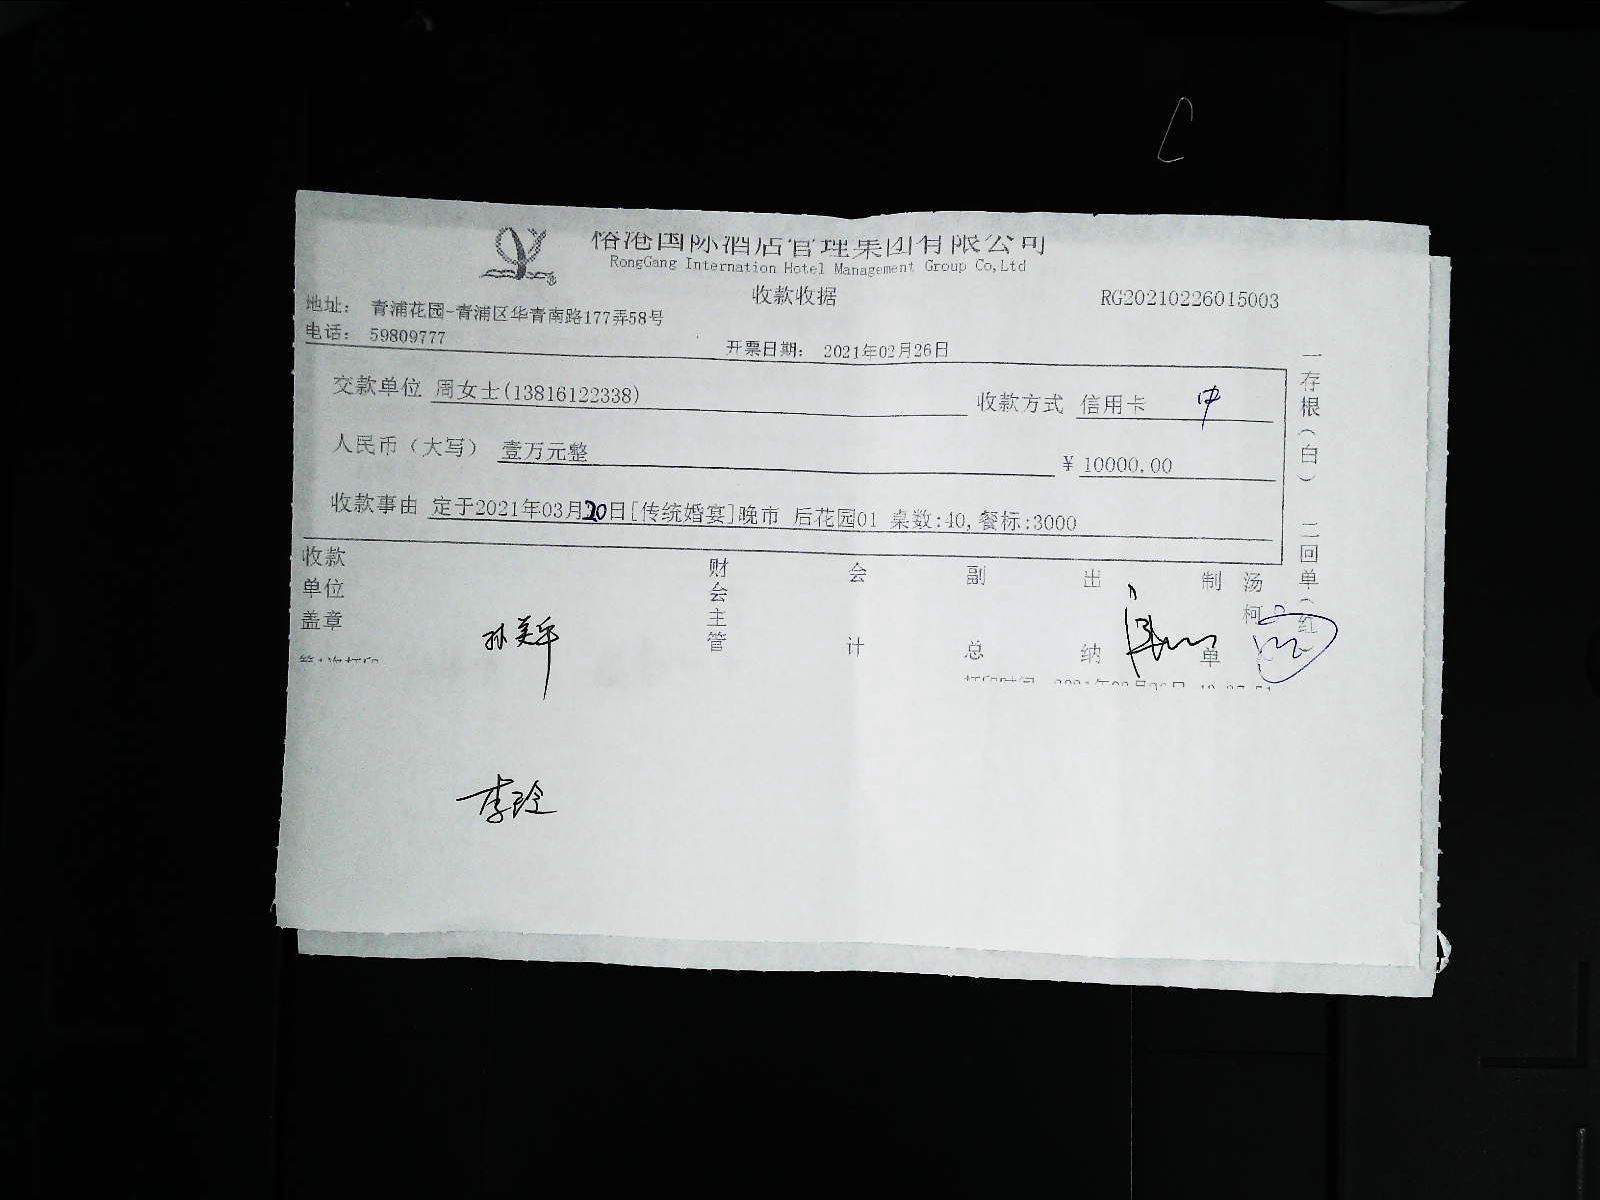 榕港国际酒店管理集团有限公司
RongGang Internation Hotel Management Group Co,Ltd
收款收据
RG20210226015003
地址： 青浦花园-青浦区华青南路177弄58号
电话： 59809777
开票日期： 2021年02月26日
交款单位 周女士(13816122338)
收款方式 信用卡 中
人民币（大写） 壹万元整
¥ 10000.00
收款事由 定于2021年03月20日[传统婚宴]晚市 后花园01 桌数:40,餐标:3000
收款单位盖章
财会主管
会计
副总
出纳
制单
汤柯
一存根（白） 二回单（红
第1次打印
李玲